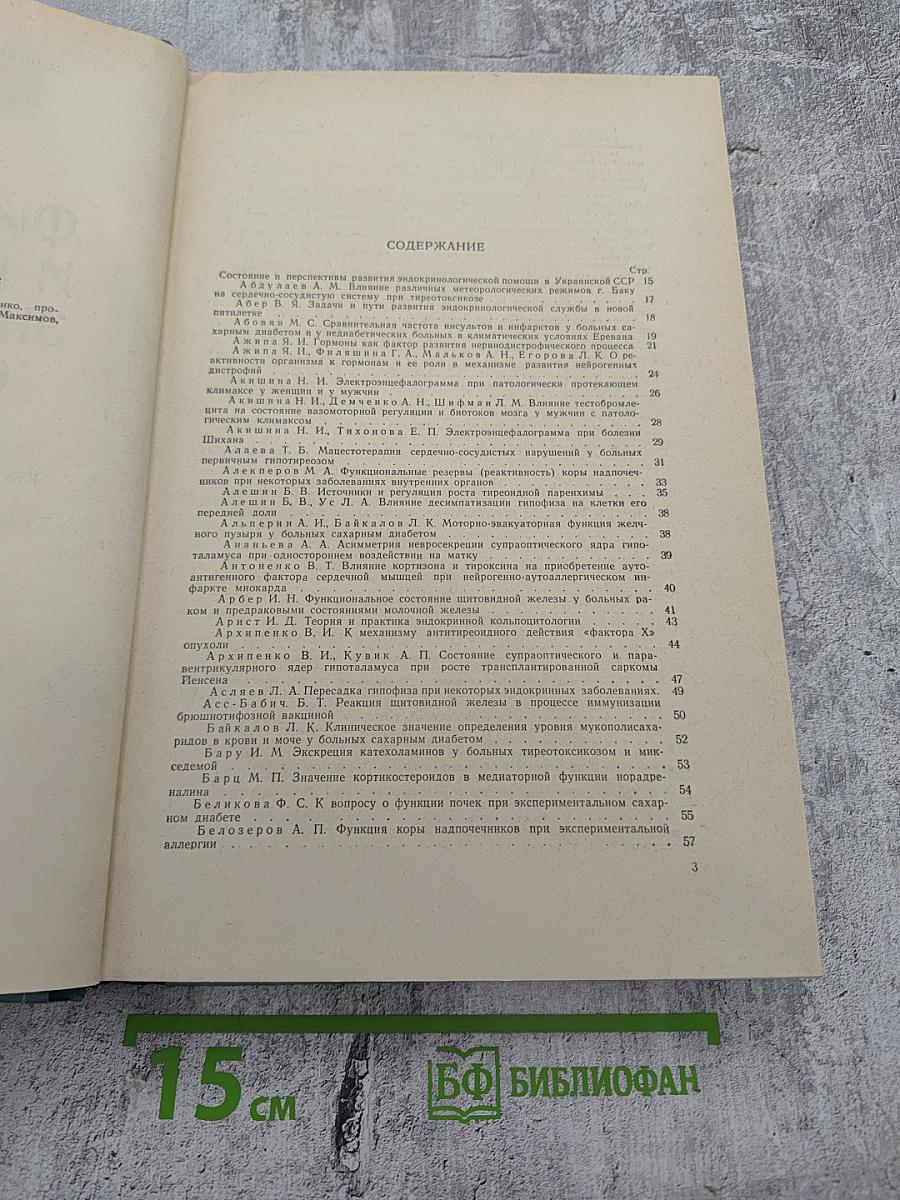 Ф
И
С
нко, про-
Максимов,
СОДЕРЖАНИЕ
Стр.
Состояние и перспективы развития эндокринологической помощи в Украинской ССР 15
Абдулаев А. М. Влияние различных метеорологических режимов г. Баку
на сердечно-сосудистую систему при тиреотоксикозе . . . . . . . . . . 17
Абер В. Я. Задачи и пути развития эндокринологической службы в новой
пятилетке . . . . . . . . . . 18
Абовян М. С. Сравнительная частота инсультов и инфарктов у больных са-
харным диабетом и у недиабетических больных в климатических условиях Еревана. 19
Ажипа Я. И. Гормоны как фактор развития нервнодистрофического процесса. 21
Ажипа Я. И., Филяшина Г. А., Мальков А. Н., Егорова Л. К. О ре-
активности организма к гормонам и ее роли в механизме развития нейрогенных
дистрофий . . . . . . . . . . 24
Акишина Н. И. Электроэнцефалограмма при патологически протекающем
климаксе у женщин и у мужчин . . . . . . . . . . 26
Акишина Н. И., Демченко А. Н., Шифман Л. М. Влияние тестобромле-
цита на состояние вазомоторной регуляции и биотоков мозга у мужчин с патоло-
гическим климаксом . . . . . . . . . . 28
Акишина Н. И., Тихонова Е. П. Электроэнцефалограмма при болезни
Шихана . . . . . . . . . . 29
Алаева Т. Б. Мацестотерапия сердечно-сосудистых нарушений у больных
первичным гипотиреозом . . . . . . . . . . 31
Алекперов М. А. Функциональные резервы (реактивность) коры надпочеч-
ников при некоторых заболеваниях внутренних органов . . . . . . . . . . 33
Алешин Б. В. Источники и регуляция роста тиреоидной паренхимы . . . . 35
Алешин Б. В., Ус Л. А. Влияние десимпатизации гипофиза на клетки его
передней доли . . . . . . . . . . 38
Альперин А. И., Байкалов Л. К. Моторно-эвакуаторная функция желч-
ного пузыря у больных сахарным диабетом . . . . . . . . . . 38
Ананьева А. А. Асимметрия невросекреции супраоптического ядра гипо-
таламуса при одностороннем воздействии на матку . . . . . . . . . . 39
Антоненко В. Т. Влияние кортизона и тироксина на приобретение ауто-
антигенного фактора сердечной мышцей при нейрогенно-аутоаллергическом ин-
фаркте миокарда . . . . . . . . . . 40
Арбер И. Н. Функциональное состояние щитовидной железы у больных ра-
ком и предраковыми состояниями молочной железы . . . . . . . . . . 41
Арист И. Д. Теория и практика эндокринной кольпоцитологии . . . . . 43
Архипенко В. И. К механизму антитиреоидного действия «фактора X»
опухоли . . . . . . . . . . 44
Архипенко В. И., Кувик А. П. Состояние супраоптического и пара-
вентрикулярного ядер гипоталамуса при росте трансплантированной саркомы
Йенсена . . . . . . . . . . 47
Асляев Л. А. Пересадка гипофиза при некоторых эндокринных заболеваниях. 49
Асс-Бабич. Б. Т. Реакция щитовидной железы в процессе иммунизации
брюшнотифозной вакциной . . . . . . . . . . 50
Байкалов Л. К. Клиническое значение определения уровня мукополисаха-
ридов в крови и моче у больных сахарным диабетом . . . . . . . . . . 52
Бару И. М. Экскреция катехоламинов у больных тиреотоксикозом и мик-
седемой . . . . . . . . . . 53
Барц М. П. Значение кортикостероидов в медиаторной функции норадре-
налина . . . . . . . . . . 54
Беликова Ф. С. К вопросу о функции почек при экспериментальном сахар-
ном диабете . . . . . . . . . . 55
Белозеров А. П. Функция коры надпочечников при экспериментальной
аллергии . . . . . . . . . . 57
3
15 см
БФ БИБЛИОФАН